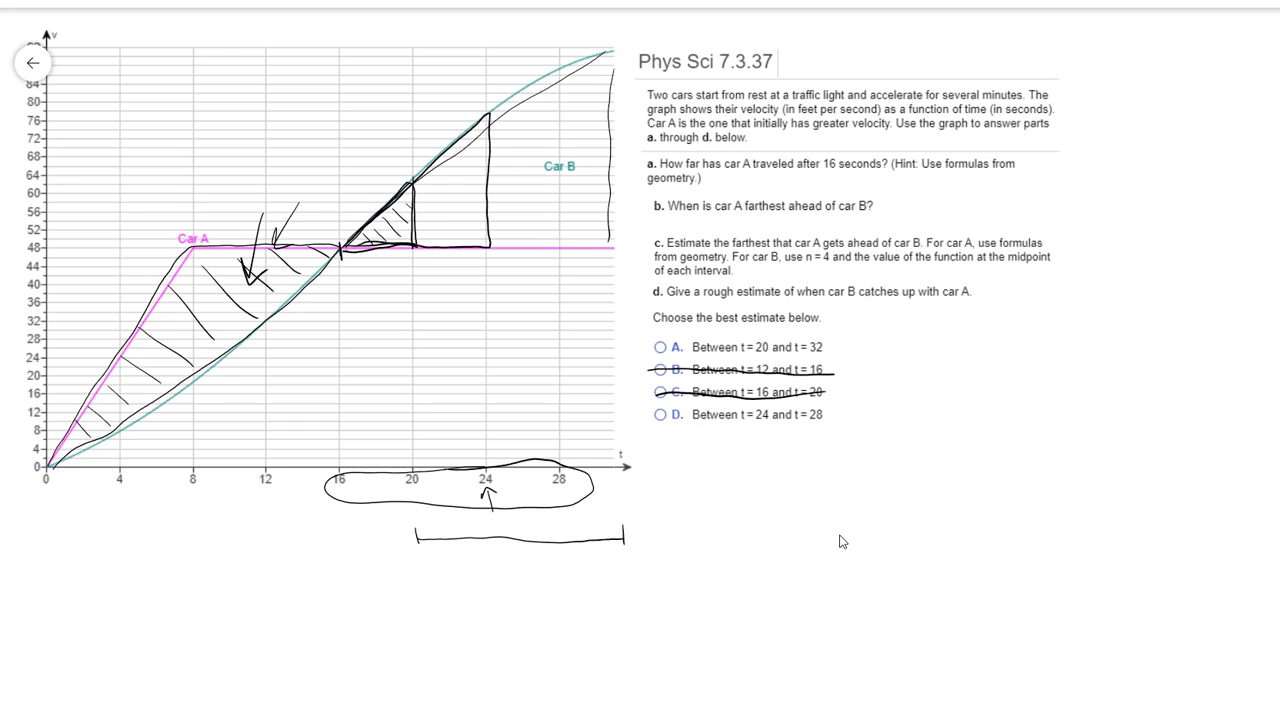 v
84
80
76
72
68
64
60
56
52
48
44
40
36
32
28
24
20
16
12
8
4
0
Car A
Car B
t
0 4 8 12 16 20 24 28
Phys Sci 7.3.37
Two cars start from rest at a traffic light and accelerate for several minutes. The
graph shows their velocity (in feet per second) as a function of time (in seconds).
Car A is the one that initially has greater velocity. Use the graph to answer parts
a. through d. below.
a. How far has car A traveled after 16 seconds? (Hint: Use formulas from
geometry.)
b. When is car A farthest ahead of car B?
c. Estimate the farthest that car A gets ahead of car B. For car A, use formulas
from geometry. For car B, use n = 4 and the value of the function at the midpoint
of each interval.
d. Give a rough estimate of when car B catches up with car A.
Choose the best estimate below.
A. Between t = 20 and t = 32
B. Between t = 12 and t = 16
C. Between t = 16 and t = 20
D. Between t = 24 and t = 28